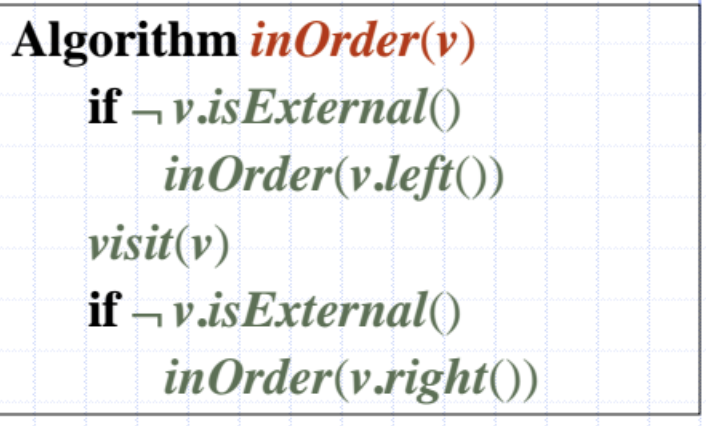 Algorithm inOrder(v)
if ¬ v.isExternal()
inOrder(v.left())
visit(v)
if ¬ v.isExternal()
inOrder(v.right())